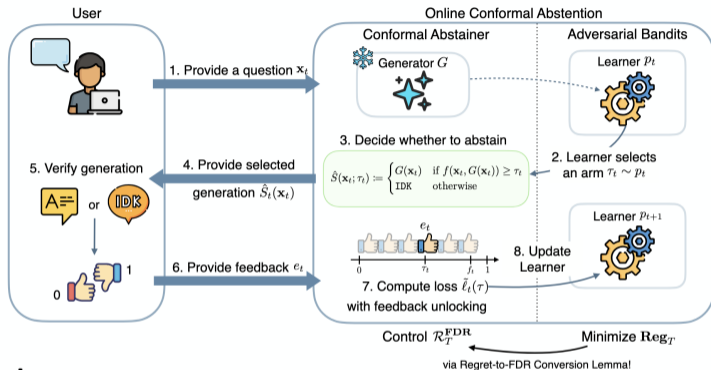 User
Online Conformal Abstention
Conformal Abstainer
Adversarial Bandits
Generator G
Learner p_t
1. Provide a question x_t
3. Decide whether to abstain
2. Learner selects
an arm τ_t ~ p_t
5. Verify generation
4. Provide selected
generation Ŝ_t(x_t)
Ŝ(x_t; τ_t) := { G(x_t) if f(x_t, G(x_t)) ≥ τ_t
IDK otherwise
A
or
IDK
Learner p_{t+1}
e_t
8. Update
Learner
0
τ_t
f_t
1
6. Provide feedback e_t
7. Compute loss ℓ̃_t(τ)
with feedback unlocking
0
1
Control R_T^FDR
Minimize Reg_T
via Regret-to-FDR Conversion Lemma!